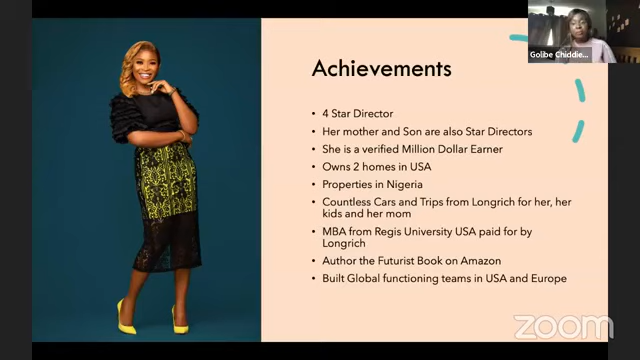 Golibe Chiddie...
Achievements
• 4 Star Director
• Her mother and Son are also Star Directors
• She is a verified Million Dollar Earner
• Owns 2 homes in USA
• Properties in Nigeria
• Countless Cars and Trips from Longrich for her, her
kids and her mom
• MBA from Regis University USA paid for by
Longrich
• Author the Futurist Book on Amazon
• Built Global functioning teams in USA and Europe
zoom